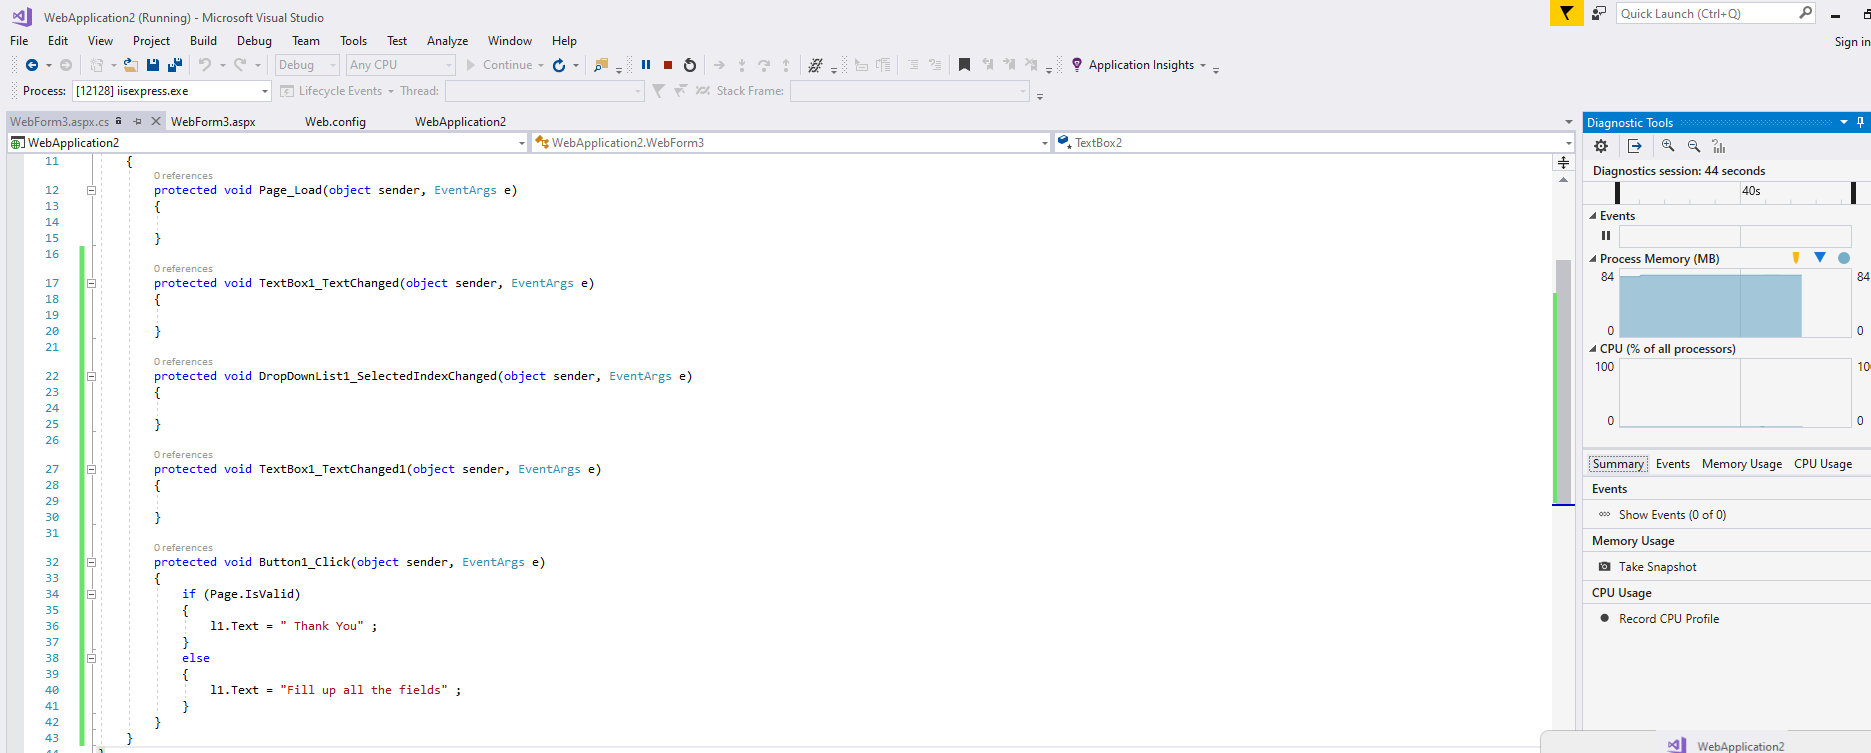 WebApplication2 (Running) - Microsoft Visual Studio
Quick Launch (Ctrl+Q)
File Edit View Project Build Debug Team Tools Test Analyze Window Help
Sign in
Debug Any CPU Continue Application Insights
Process: [12128] iisexpress.exe Lifecycle Events Thread: Stack Frame:
WebForm3.aspx.cs WebForm3.aspx Web.config WebApplication2
WebApplication2 WebApplication2.WebForm3 TextBox2
11 {
0 references
12 protected void Page_Load(object sender, EventArgs e)
13 {
14
15 }
16
0 references
17 protected void TextBox1_TextChanged(object sender, EventArgs e)
18 {
19
20 }
21
0 references
22 protected void DropDownList1_SelectedIndexChanged(object sender, EventArgs e)
23 {
24
25 }
26
0 references
27 protected void TextBox1_TextChanged1(object sender, EventArgs e)
28 {
29
30 }
31
0 references
32 protected void Button1_Click(object sender, EventArgs e)
33 {
34 if (Page.IsValid)
35 {
36 l1.Text = " Thank You" ;
37 }
38 else
39 {
40 l1.Text = "Fill up all the fields" ;
41 }
42 }
43 }
44 }
Diagnostic Tools
Diagnostics session: 44 seconds
40s
Events
Process Memory (MB)
84 84
0 0
CPU (% of all processors)
100 100
0 0
Summary Events Memory Usage CPU Usage
Events
Show Events (0 of 0)
Memory Usage
Take Snapshot
CPU Usage
Record CPU Profile
WebApplication2